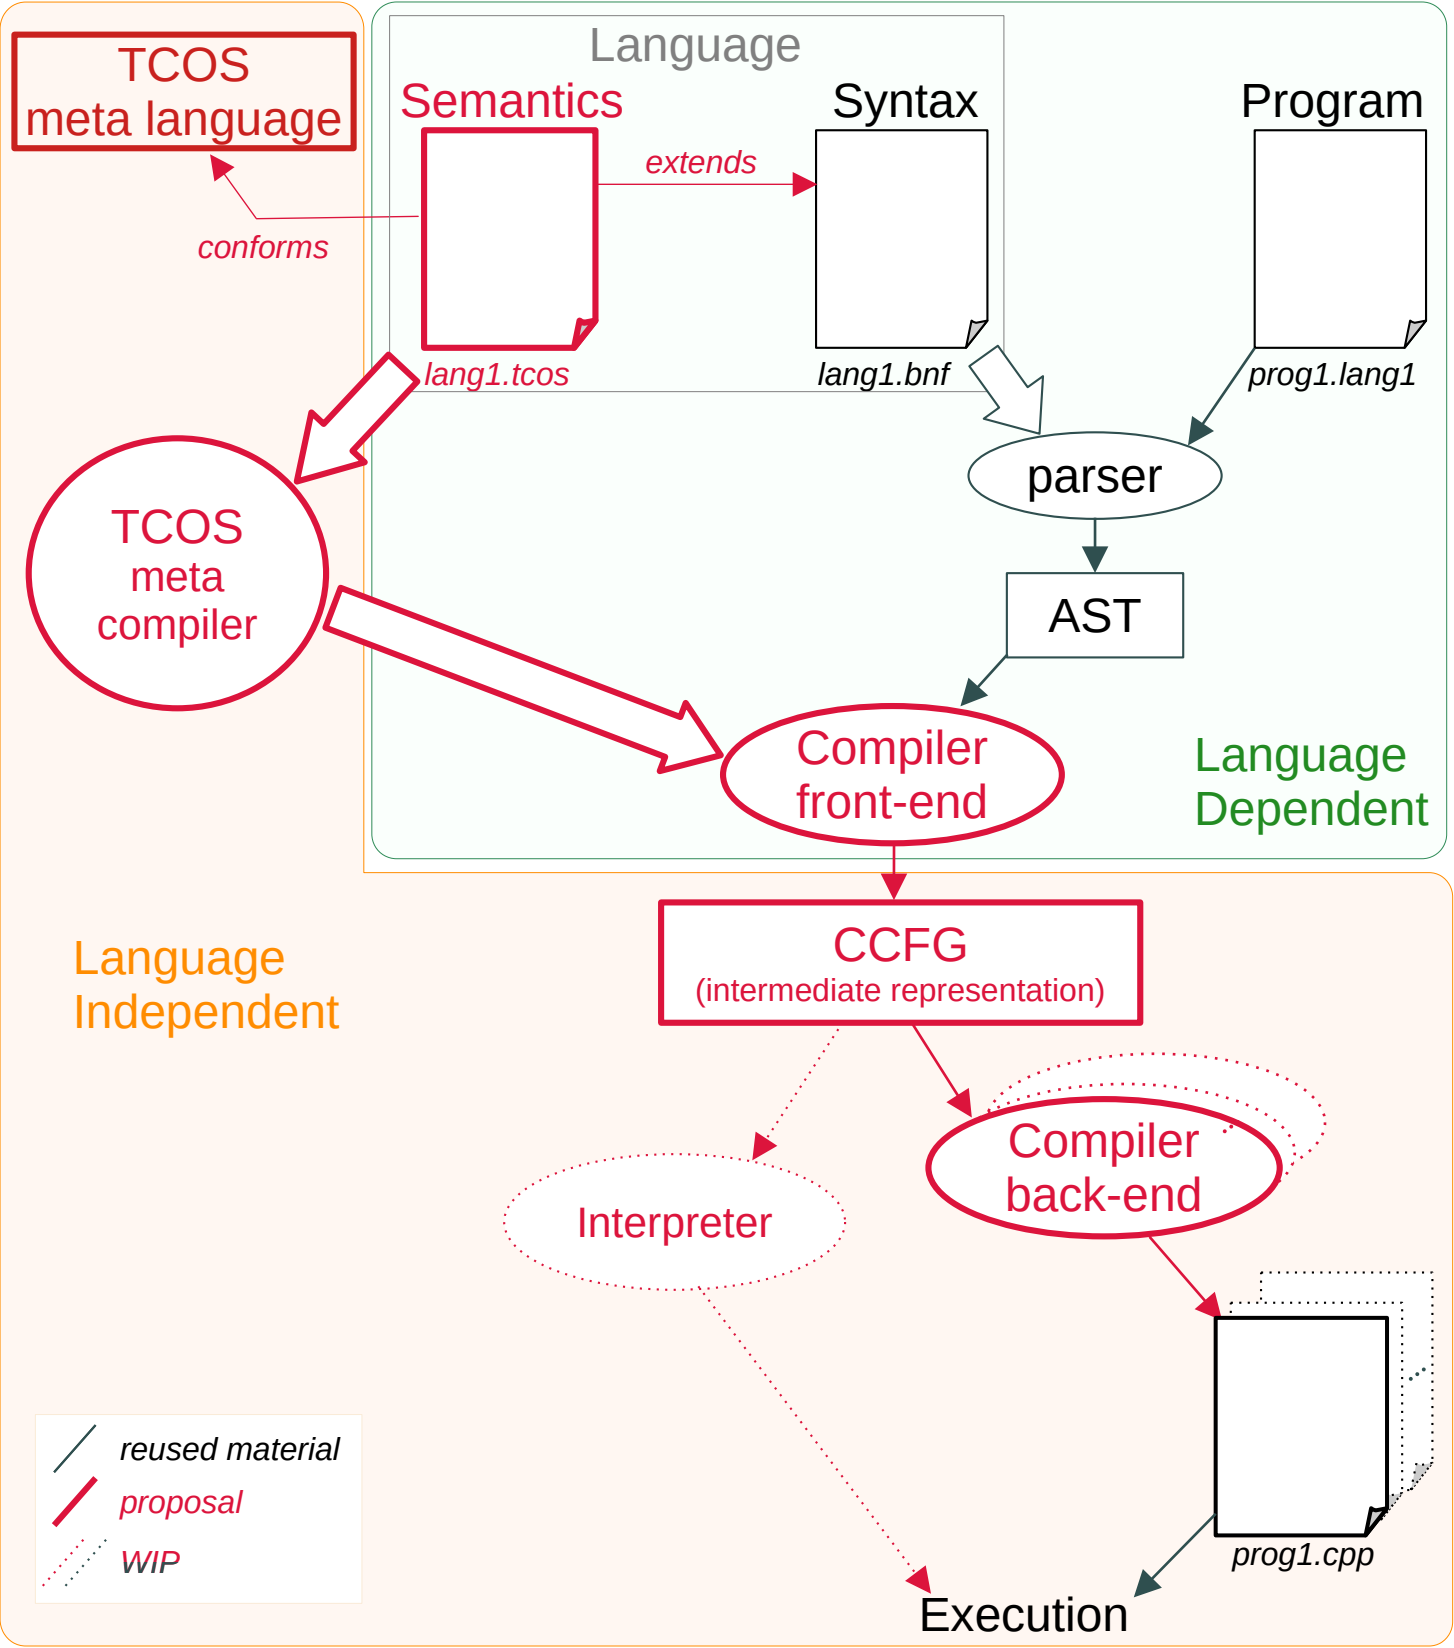 TCOS
meta language
Language
Semantics
Syntax
Program
extends
conforms
lang1.tcos
lang1.bnf
prog1.lang1
parser
TCOS
meta
compiler
AST
Compiler
front-end
Language
Dependent
CCFG
(intermediate representation)
Language
Independent
Compiler
back-end
Interpreter
reused material
proposal
WIP
prog1.cpp
Execution